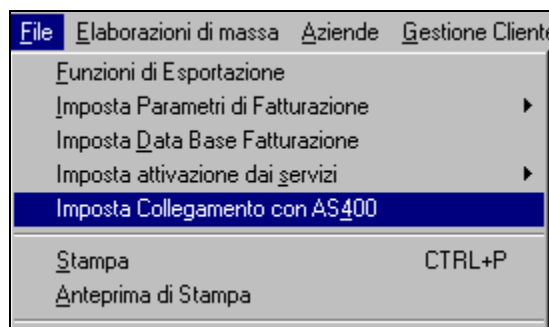 File Elaborazioni di massa Aziende Gestione Cliente
Funzioni di Esportazione
Imposta Parametri di Fatturazione
Imposta Data Base Fatturazione
Imposta attivazione dai servizi
Imposta Collegamento con AS400
Stampa CTRL+P
Anteprima di Stampa